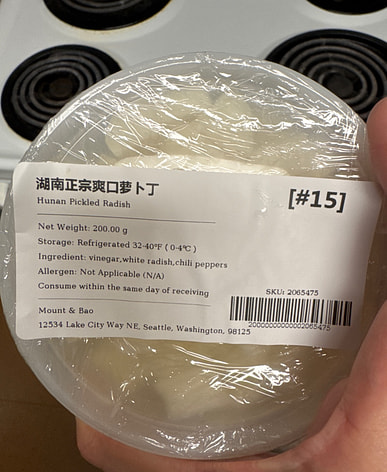 湖南正宗爽口萝卜丁
[#15]
Hunan Pickled Radish
Net Weight: 200.00 g
Storage: Refrigerated 32-40°F ( 0-4℃ )
Ingredient: vinegar,white radish,chili peppers
Allergen: Not Applicable (N/A)
Consume within the same day of receiving
SKU: 2065475
Mount & Bao
12534 Lake City Way NE, Seattle, Washington, 98125